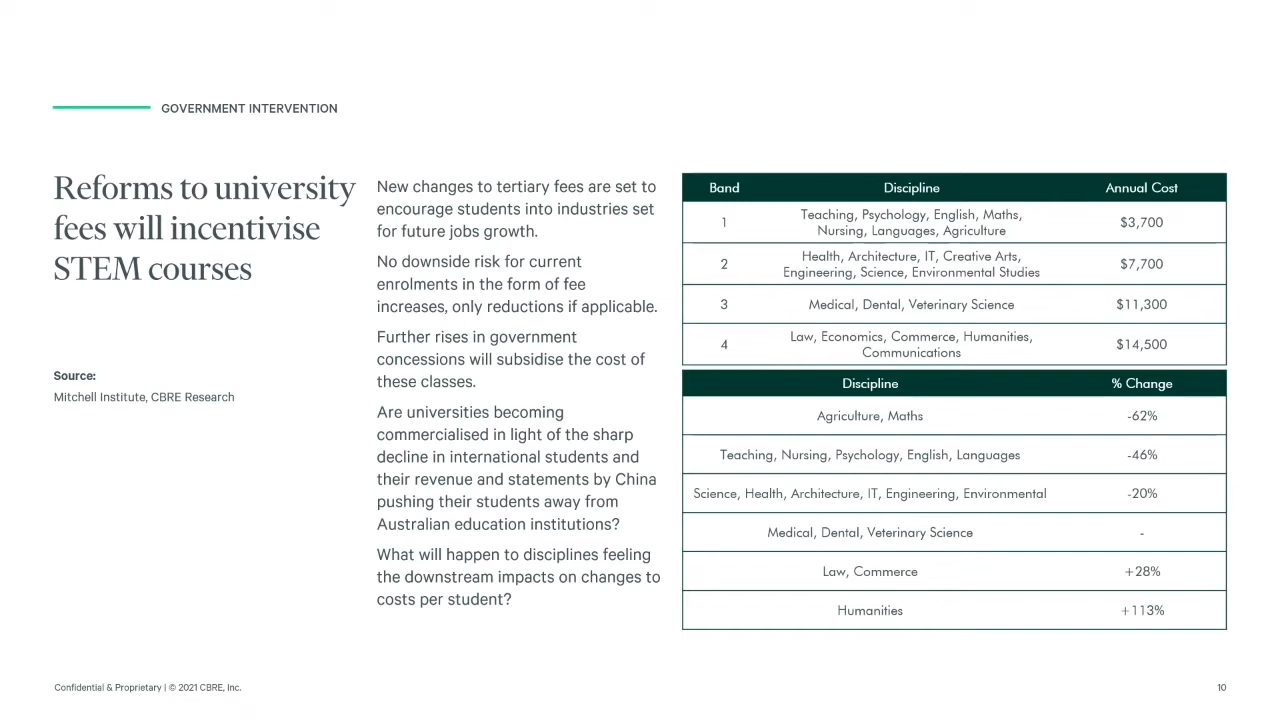 GOVERNMENT INTERVENTION
Reforms to university
fees will incentivise
STEM courses
Source:
Mitchell Institute, CBRE Research
New changes to tertiary fees are set to
encourage students into industries set
for future jobs growth.
No downside risk for current
enrolments in the form of fee
increases, only reductions if applicable.
Further rises in government
concessions will subsidise the cost of
these classes.
Are universities becoming
commercialised in light of the sharp
decline in international students and
their revenue and statements by China
pushing their students away from
Australian education institutions?
What will happen to disciplines feeling
the downstream impacts on changes to
costs per student?
Band Discipline Annual Cost
1 Teaching, Psychology, English, Maths, $3,700
Nursing, Languages, Agriculture
2 Health, Architecture, IT, Creative Arts, $7,700
Engineering, Science, Environmental Studies
3 Medical, Dental, Veterinary Science $11,300
4 Law, Economics, Commerce, Humanities, $14,500
Communications
Discipline % Change
Agriculture, Maths -62%
Teaching, Nursing, Psychology, English, Languages -46%
Science, Health, Architecture, IT, Engineering, Environmental -20%
Medical, Dental, Veterinary Science -
Law, Commerce +28%
Humanities +113%
Confidential & Proprietary | © 2021 CBRE, Inc.
10